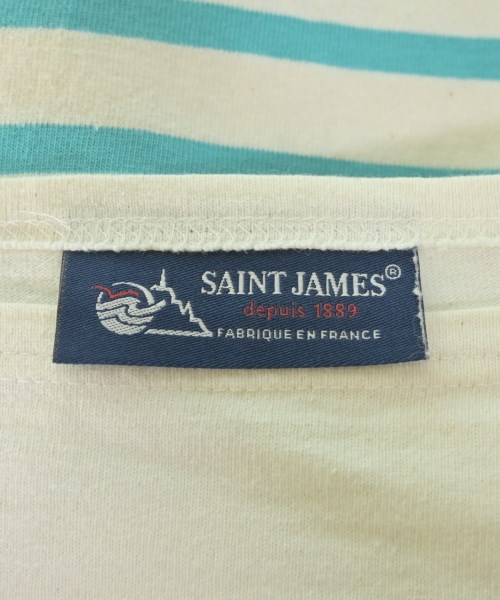 SAINT JAMES®
depuis 1889
FABRIQUE EN FRANCE